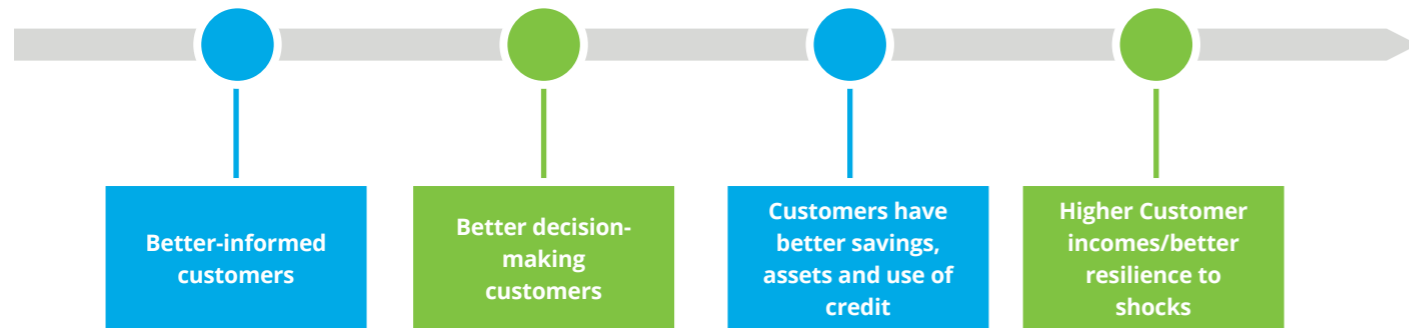 Better-informed
customers
Better decision-
making
customers
Customers have
better savings,
assets and use of
credit
Higher Customer
incomes/better
resilience to
shocks